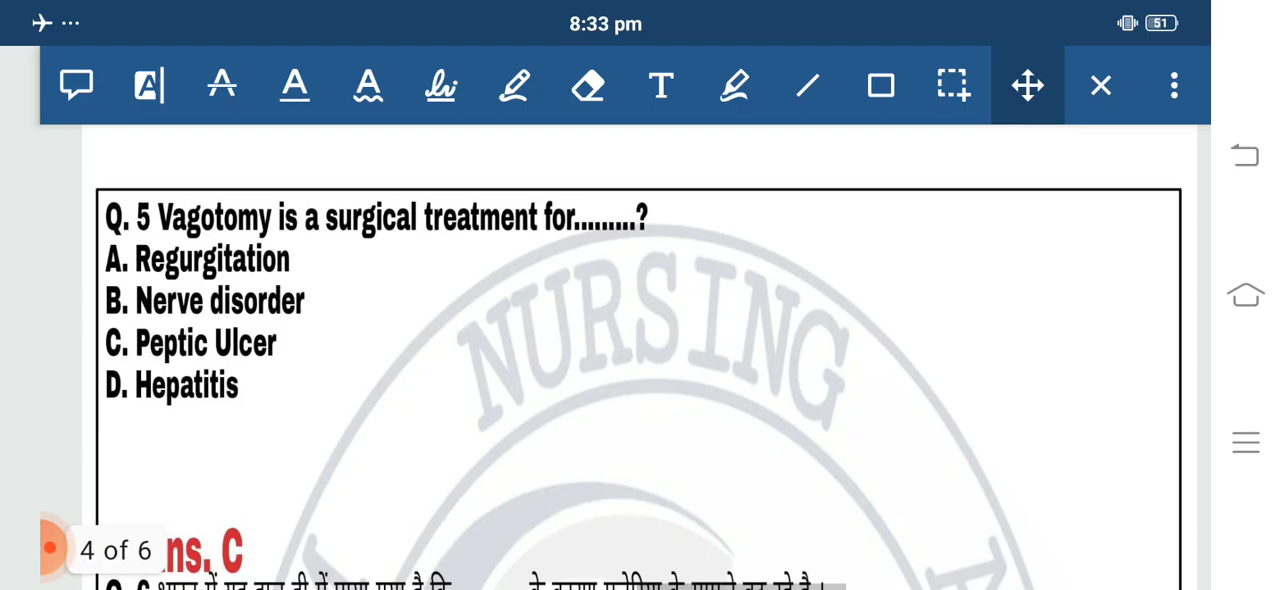 8:33 pm
51
Q. 5 Vagotomy is a surgical treatment for.........?
A. Regurgitation
B. Nerve disorder
C. Peptic Ulcer
D. Hepatitis
NURSING
4 of 6
ns. C